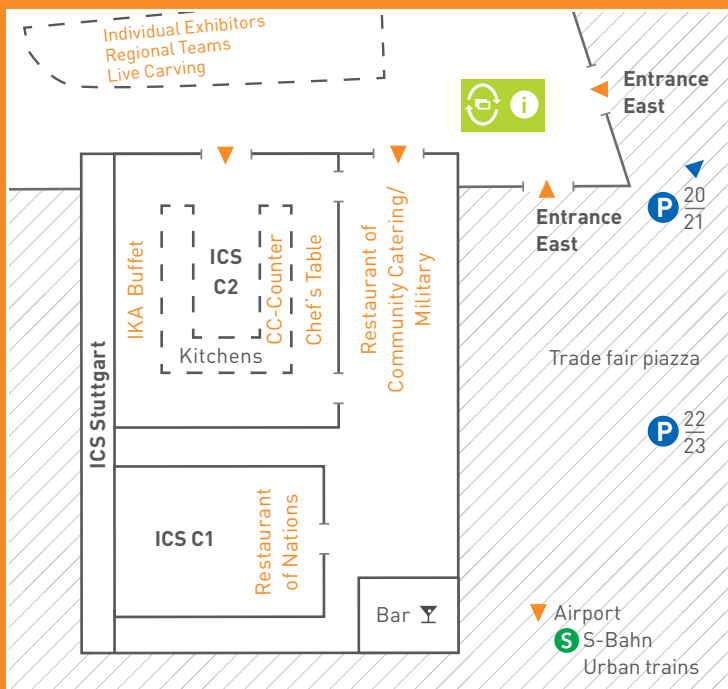 Individual Exhibitors
Regional Teams
Live Carving
i
Entrance
East
P 20
21
Entrance
East
ICS Stuttgart
IKA Buffet
ICS
C2
CC-Counter
Chef's Table
Kitchens
Restaurant of
Community Catering/
Military
Trade fair piazza
P 22
23
ICS C1
Restaurant
of Nations
Bar
Airport
S S-Bahn
Urban trains